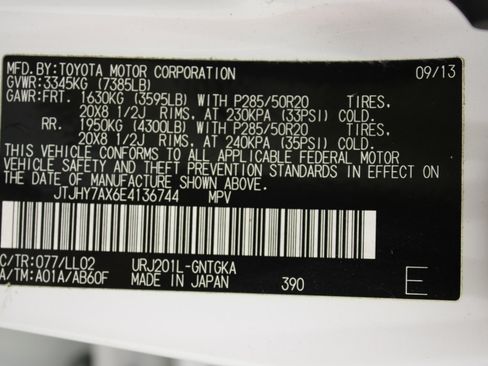 MFD.BY:TOYOTA MOTOR CORPORATION 09/13
GVWR:3345KG (7385LB)
GAWR:FRT. 1630KG (3595LB) WITH P285/50R20 TIRES,
20X8 1/2J RIMS, AT 230KPA (33PSI) COLD.
RR. 1950KG (4300LB) WITH P285/50R20 TIRES,
20X8 1/2J RIMS, AT 240KPA (35PSI) COLD.
THIS VEHICLE CONFORMS TO ALL APPLICABLE FEDERAL MOTOR
VEHICLE SAFETY AND THEFT PREVENTION STANDARDS IN EFFECT ON
THE DATE OF MANUFACTURE SHOWN ABOVE.
JTJHY7AX6E4136744 MPV
C/TR:077/LL02 URJ201L-GNTGKA
A/TM:A01A/AB60F MADE IN JAPAN 390 E